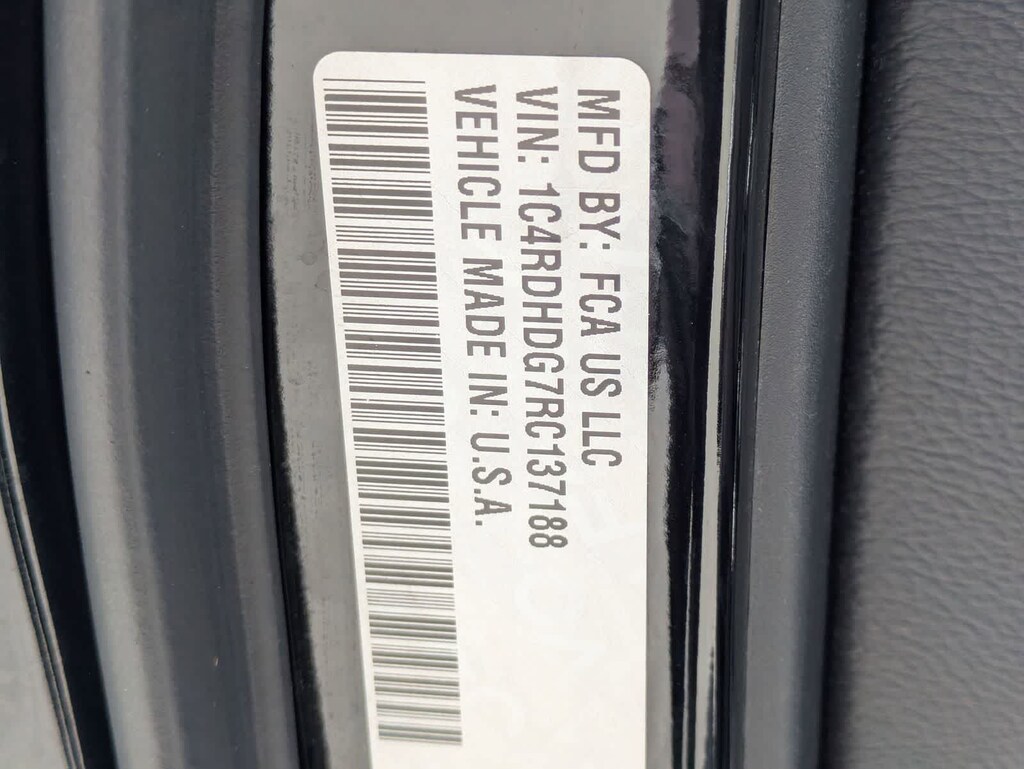 MFD BY: FCA US LLC
VIN: 1C4RDHDG7RC137188
VEHICLE MADE IN: U.S.A.